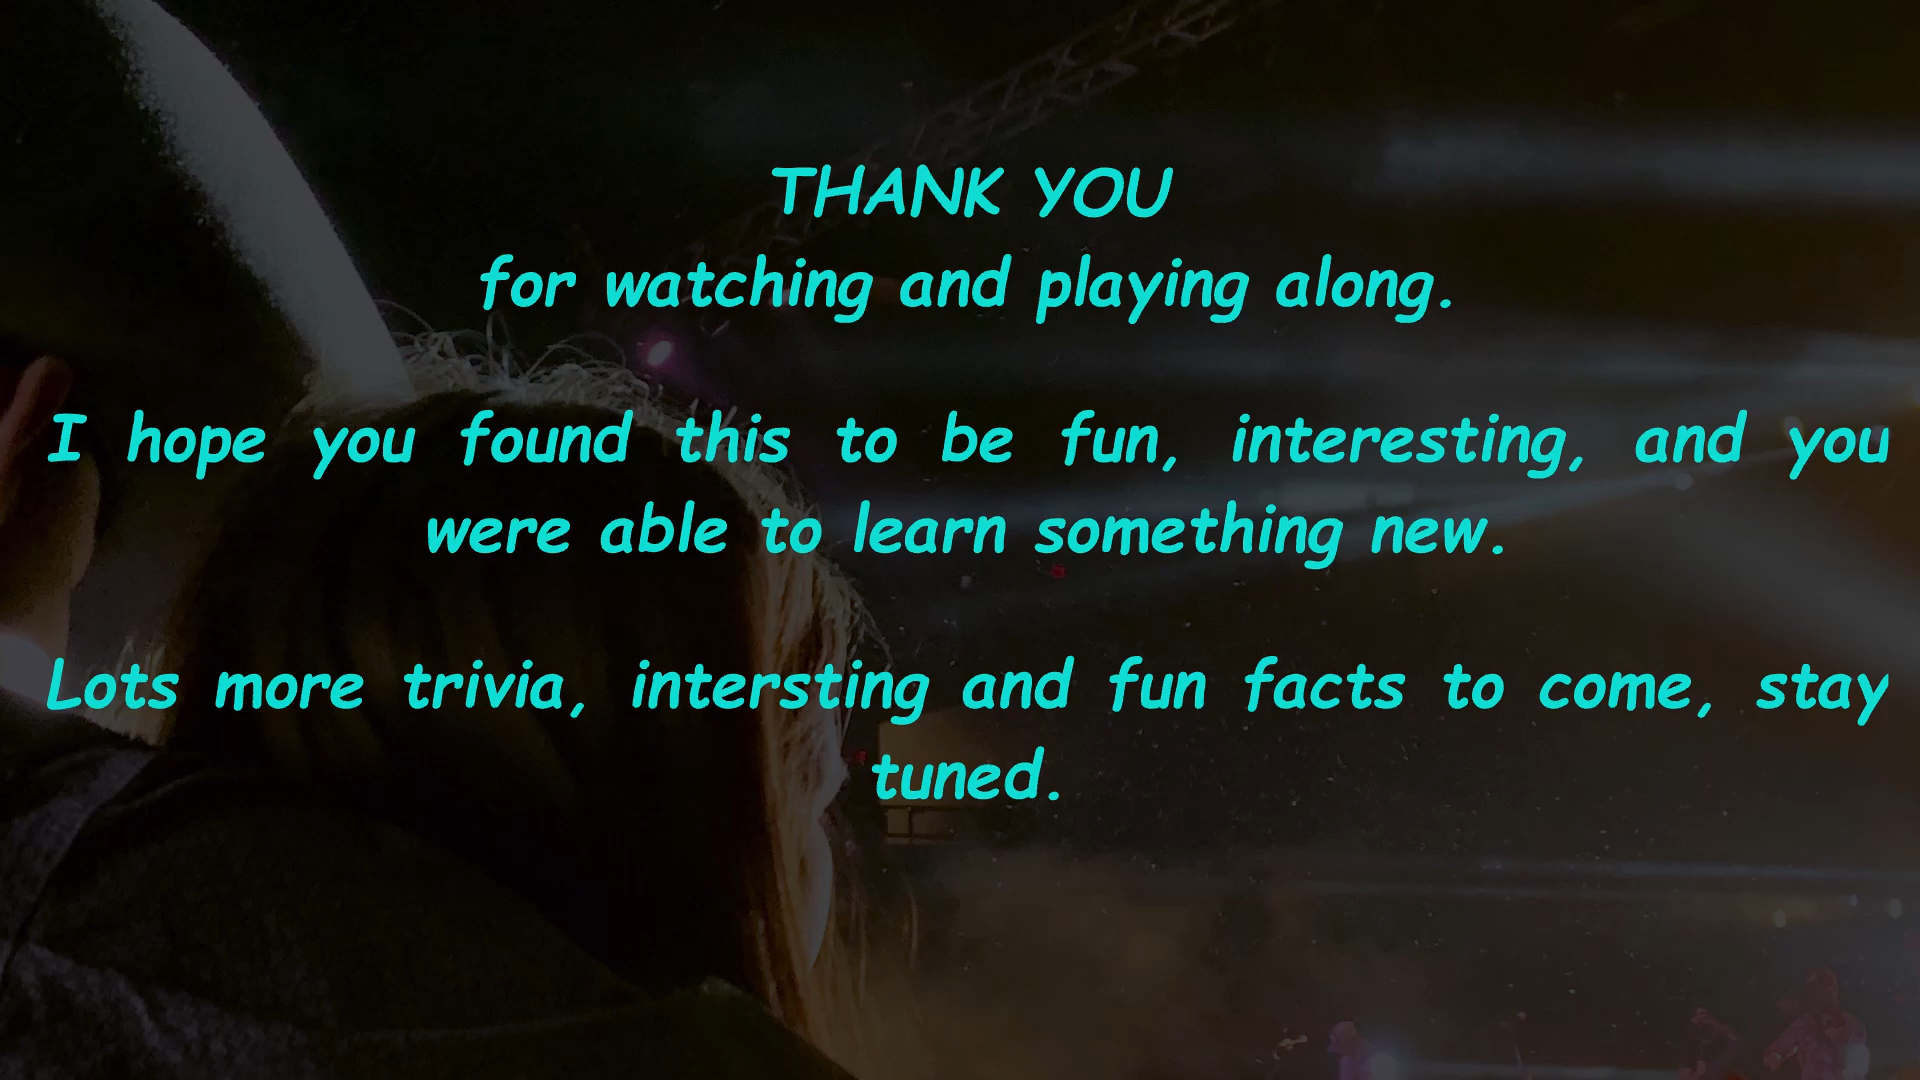 THANK YOU
for watching and playing along.
I hope you found this to be fun, interesting, and you
were able to learn something new.
Lots more trivia, intersting and fun facts to come, stay
tuned.